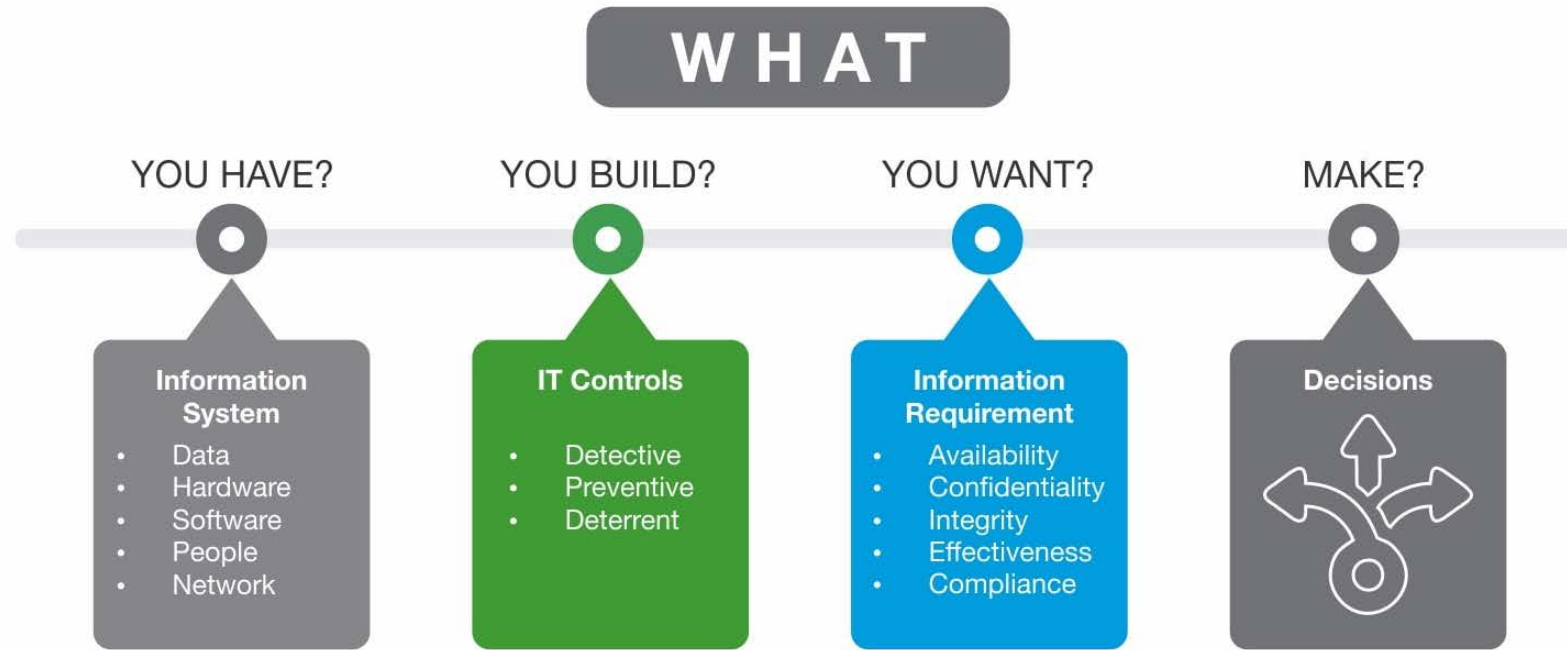 WHAT
YOU HAVE?
YOU BUILD?
YOU WANT?
MAKE?
Information
System
• Data
• Hardware
• Software
• People
• Network
IT Controls
• Detective
• Preventive
• Deterrent
Information
Requirement
• Availability
• Confidentiality
• Integrity
• Effectiveness
• Compliance
Decisions